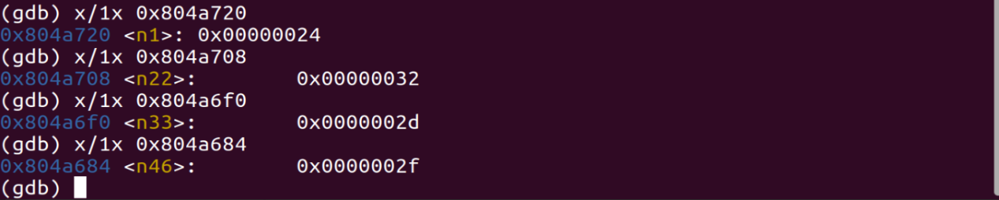 (gdb) x/1x 0x804a720
0x804a720 <n1>: 0x00000024
(gdb) x/1x 0x804a708
0x804a708 <n22>:        0x00000032
(gdb) x/1x 0x804a6f0
0x804a6f0 <n33>:        0x0000002d
(gdb) x/1x 0x804a684
0x804a684 <n46>:        0x0000002f
(gdb)